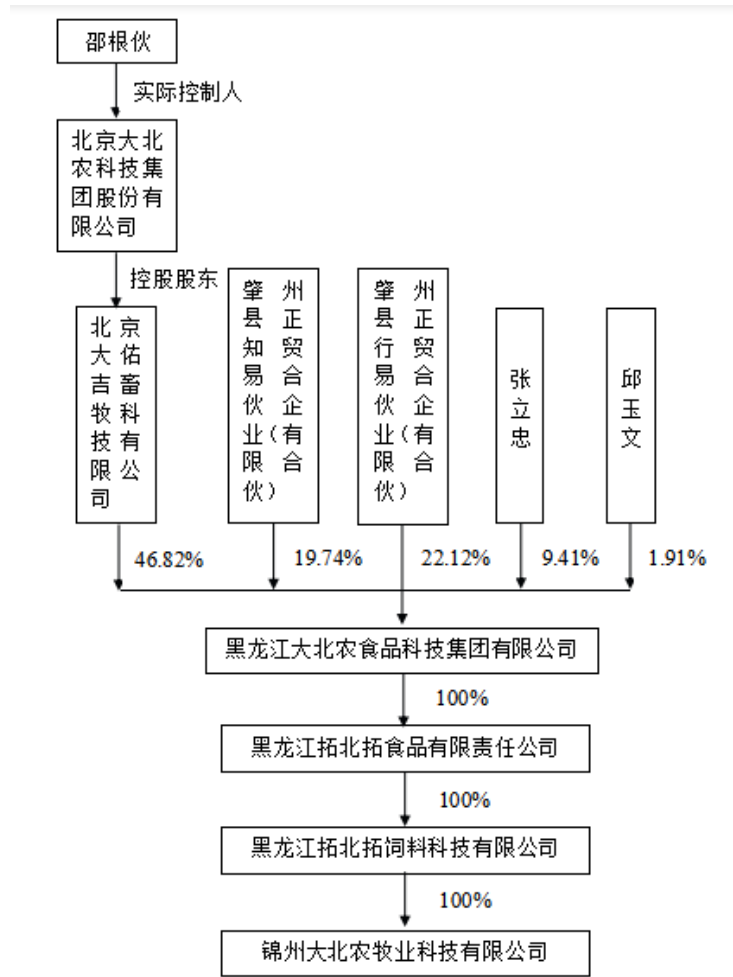 邵根伙
实际控制人
北京大北
农科技集
团股份有
限公司
控股股东
北京
大佑
吉畜
牧科
技有
限公
司
肇州
县正
知贸
易合
伙企
业（有
限合
伙）
肇州
县正
行贸
易合
伙企
业（有
限合
伙）
张
立
忠
邱
玉
文
46.82%
19.74%
22.12%
9.41%
1.91%
黑龙江大北农食品科技集团有限公司
100%
黑龙江拓北拓食品有限责任公司
100%
黑龙江拓北拓饲料科技有限公司
100%
锦州大北农牧业科技有限公司